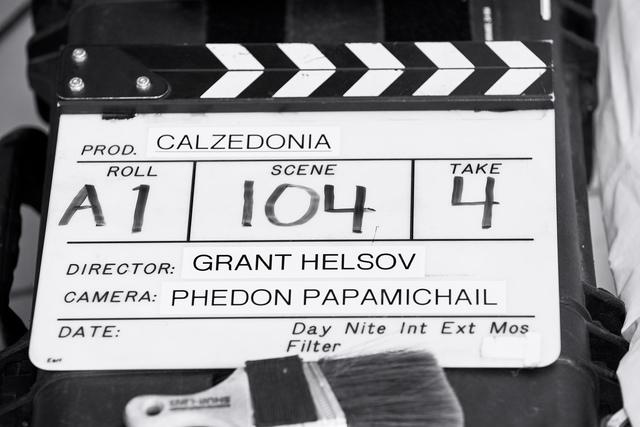 PROD. CALZEDONIA
ROLL SCENE TAKE
A1 104 4
DIRECTOR: GRANT HELSOV
CAMERA: PHEDON PAPAMICHAIL
DATE: Day Nite Int Ext Mos
Filter